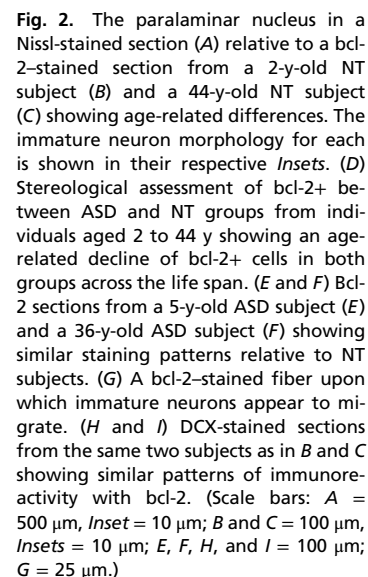 Fig. 2. The paralaminar nucleus in a
Nissl-stained section (A) relative to a bcl-
2–stained section from a 2-y-old NT
subject (B) and a 44-y-old NT subject
(C) showing age-related differences. The
immature neuron morphology for each
is shown in their respective Insets. (D)
Stereological assessment of bcl-2+ be-
tween ASD and NT groups from indi-
viduals aged 2 to 44 y showing an age-
related decline of bcl-2+ cells in both
groups across the life span. (E and F) Bcl-
2 sections from a 5-y-old ASD subject (E)
and a 36-y-old ASD subject (F) showing
similar staining patterns relative to NT
subjects. (G) A bcl-2–stained fiber upon
which immature neurons appear to mi-
grate. (H and I) DCX-stained sections
from the same two subjects as in B and C
showing similar patterns of immunore-
activity with bcl-2. (Scale bars: A =
500 μm, Inset = 10 μm; B and C = 100 μm,
Insets = 10 μm; E, F, H, and I = 100 μm;
G = 25 μm.)